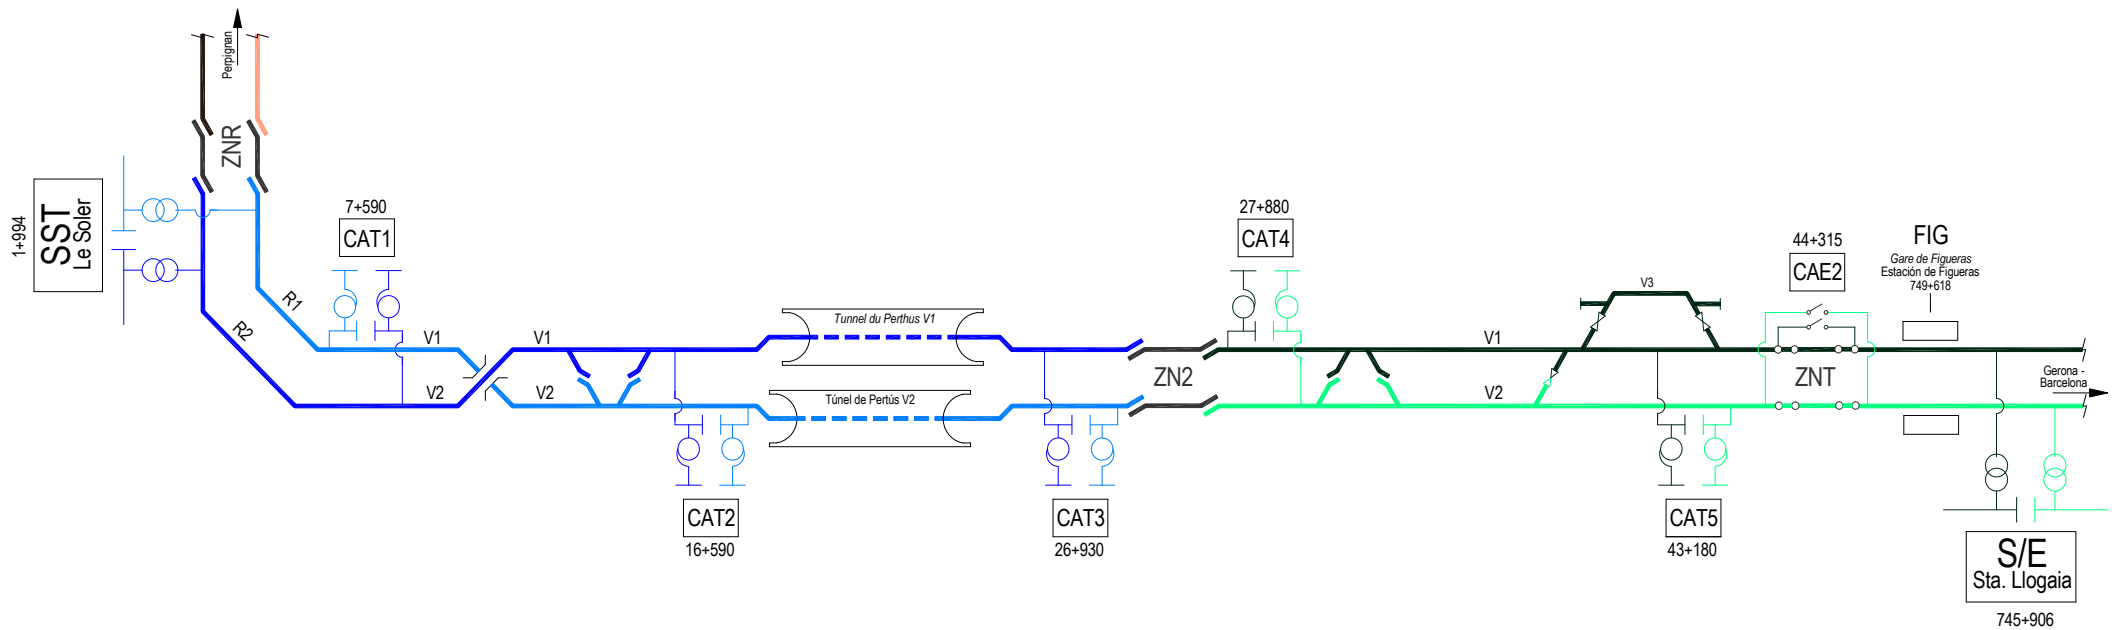 Perpignan
ZNR
1+994
SST
Le Soler
R1
R2
7+590
CAT1
V1
V2
V1
V2
Tunnel du Perthus V1
Túnel de Pertús V2
CAT2
16+590
CAT3
26+930
ZN2
27+880
CAT4
V1
V2
V3
CAT5
43+180
44+315
CAE2
ZNT
FIG
Gare de Figueras
Estación de Figueras
749+618
Gerona -
Barcelona
S/E
Sta. Llogaia
745+906